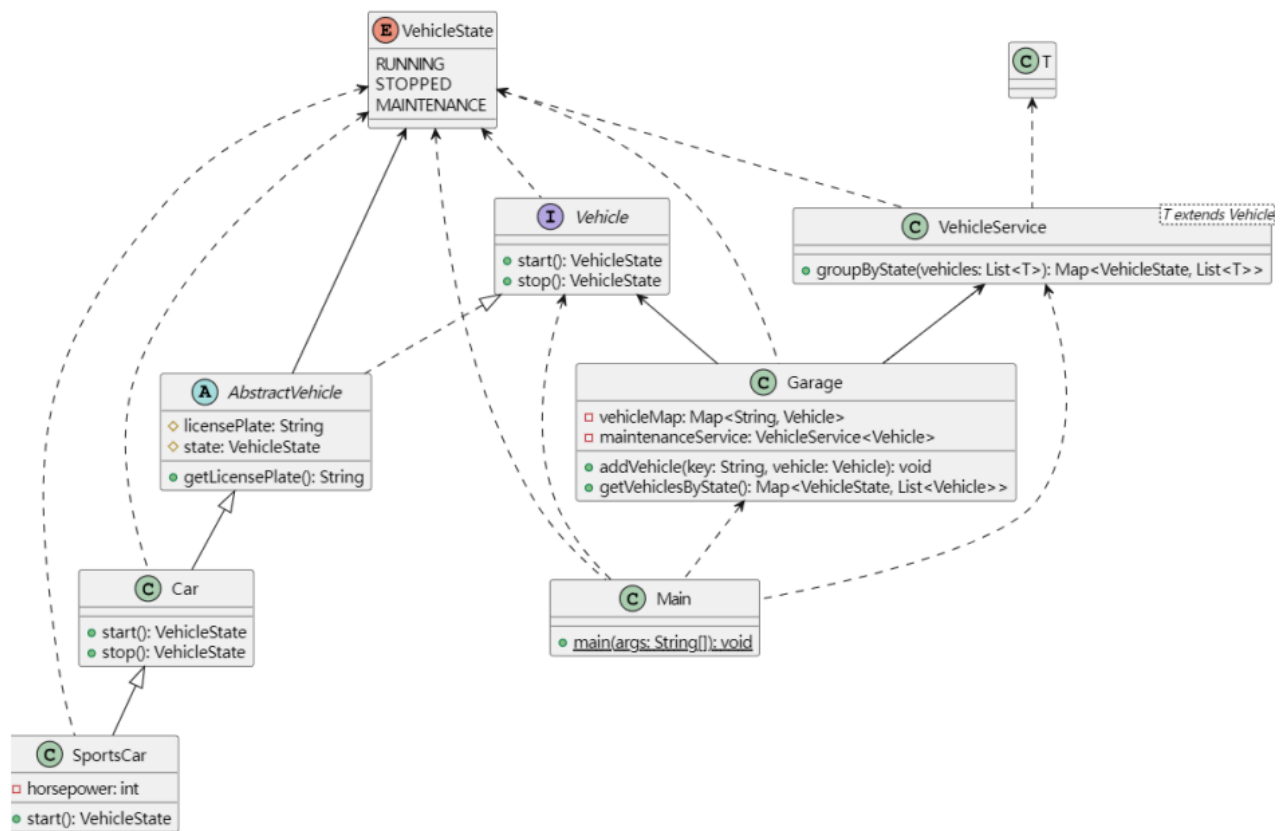 E VehicleState
RUNNING
STOPPED
MAINTENANCE
C T
I Vehicle
start(): VehicleState
stop(): VehicleState
T extends Vehicle
C VehicleService
groupByState(vehicles: List<T>): Map<VehicleState, List<T>>
A AbstractVehicle
licensePlate: String
state: VehicleState
getLicensePlate(): String
C Garage
vehicleMap: Map<String, Vehicle>
maintenanceService: VehicleService<Vehicle>
addVehicle(key: String, vehicle: Vehicle): void
getVehiclesByState(): Map<VehicleState, List<Vehicle>>
C Car
start(): VehicleState
stop(): VehicleState
C Main
main(args: String[]): void
C SportsCar
horsepower: int
start(): VehicleState